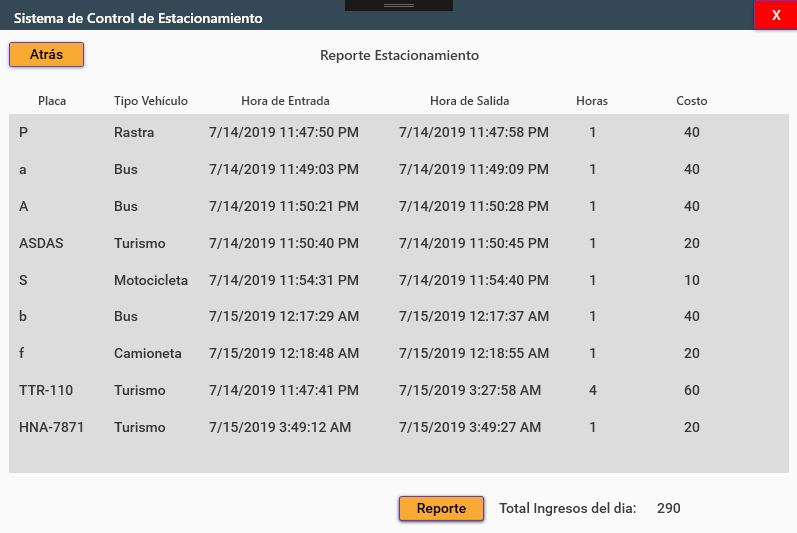 Sistema de Control de Estacionamiento X
Atrás Reporte Estacionamiento
Placa Tipo Vehículo Hora de Entrada Hora de Salida Horas Costo
P Rastra 7/14/2019 11:47:50 PM 7/14/2019 11:47:58 PM 1 40
a Bus 7/14/2019 11:49:03 PM 7/14/2019 11:49:09 PM 1 40
A Bus 7/14/2019 11:50:21 PM 7/14/2019 11:50:28 PM 1 40
ASDAS Turismo 7/14/2019 11:50:40 PM 7/14/2019 11:50:45 PM 1 20
S Motocicleta 7/14/2019 11:54:31 PM 7/14/2019 11:54:40 PM 1 10
b Bus 7/15/2019 12:17:29 AM 7/15/2019 12:17:37 AM 1 40
f Camioneta 7/15/2019 12:18:48 AM 7/15/2019 12:18:55 AM 1 20
TTR-110 Turismo 7/14/2019 11:47:41 PM 7/15/2019 3:27:58 AM 4 60
HNA-7871 Turismo 7/15/2019 3:49:12 AM 7/15/2019 3:49:27 AM 1 20
Reporte Total Ingresos del dia: 290